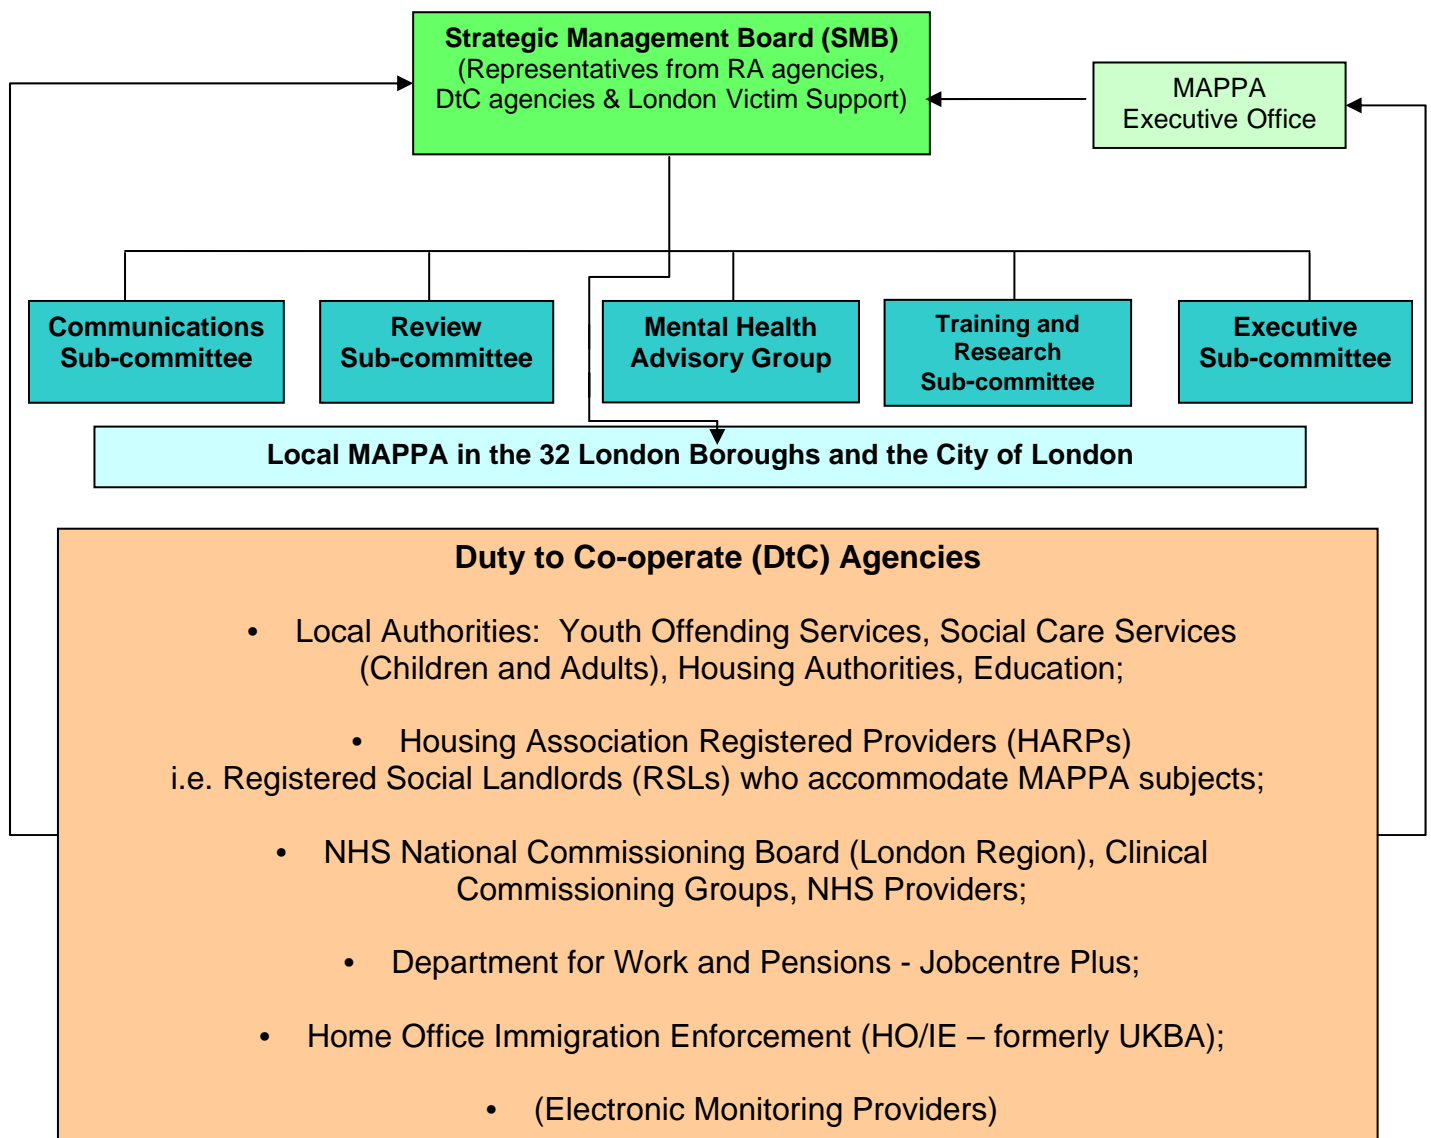 Strategic Management Board (SMB)
(Representatives from RA agencies,
DtC agencies & London Victim Support)
MAPPA
Executive Office
Communications
Sub-committee
Review
Sub-committee
Mental Health
Advisory Group
Training and
Research
Sub-committee
Executive
Sub-committee
Local MAPPA in the 32 London Boroughs and the City of London
Duty to Co-operate (DtC) Agencies
• Local Authorities: Youth Offending Services, Social Care Services
(Children and Adults), Housing Authorities, Education;
• Housing Association Registered Providers (HARPs)
i.e. Registered Social Landlords (RSLs) who accommodate MAPPA subjects;
• NHS National Commissioning Board (London Region), Clinical
Commissioning Groups, NHS Providers;
• Department for Work and Pensions - Jobcentre Plus;
• Home Office Immigration Enforcement (HO/IE – formerly UKBA);
• (Electronic Monitoring Providers)